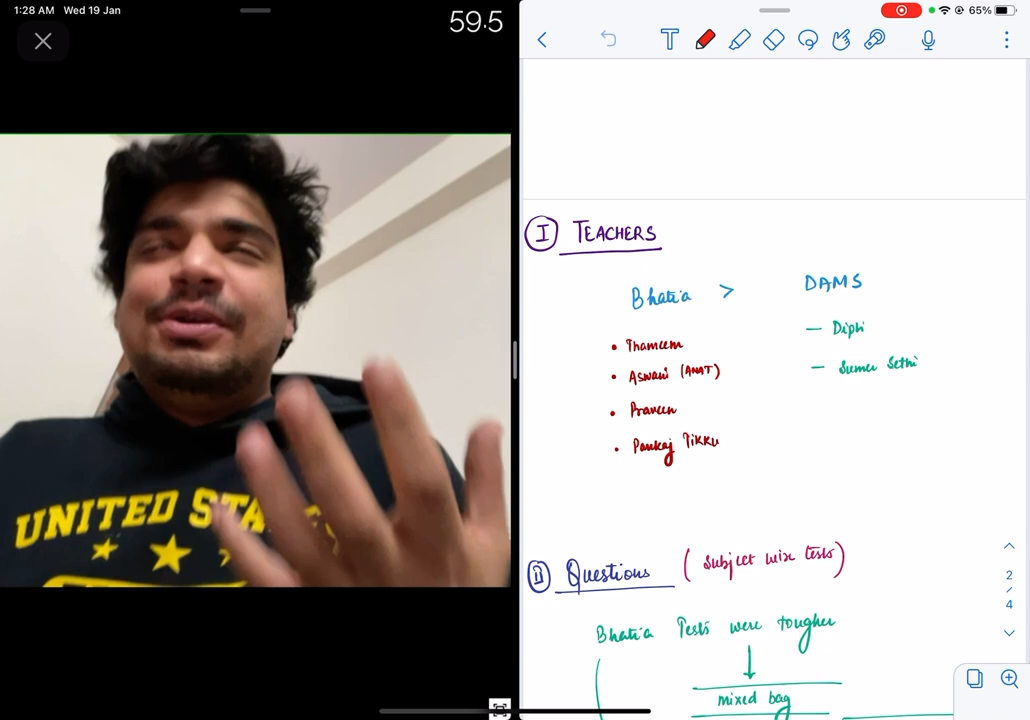 1:28 AM Wed 19 Jan
59.5
65%
T
I TEACHERS
Bhatia > DAMS
• Thameem
• Aswani (ANAT)
• Praveen
• Pankaj Tikku
— Dipti
— Sumer Sethi
II Questions (Subject wise tests)
Bhatia Tests were tougher
↓
mixed bag
2
/
4
UNITED STA